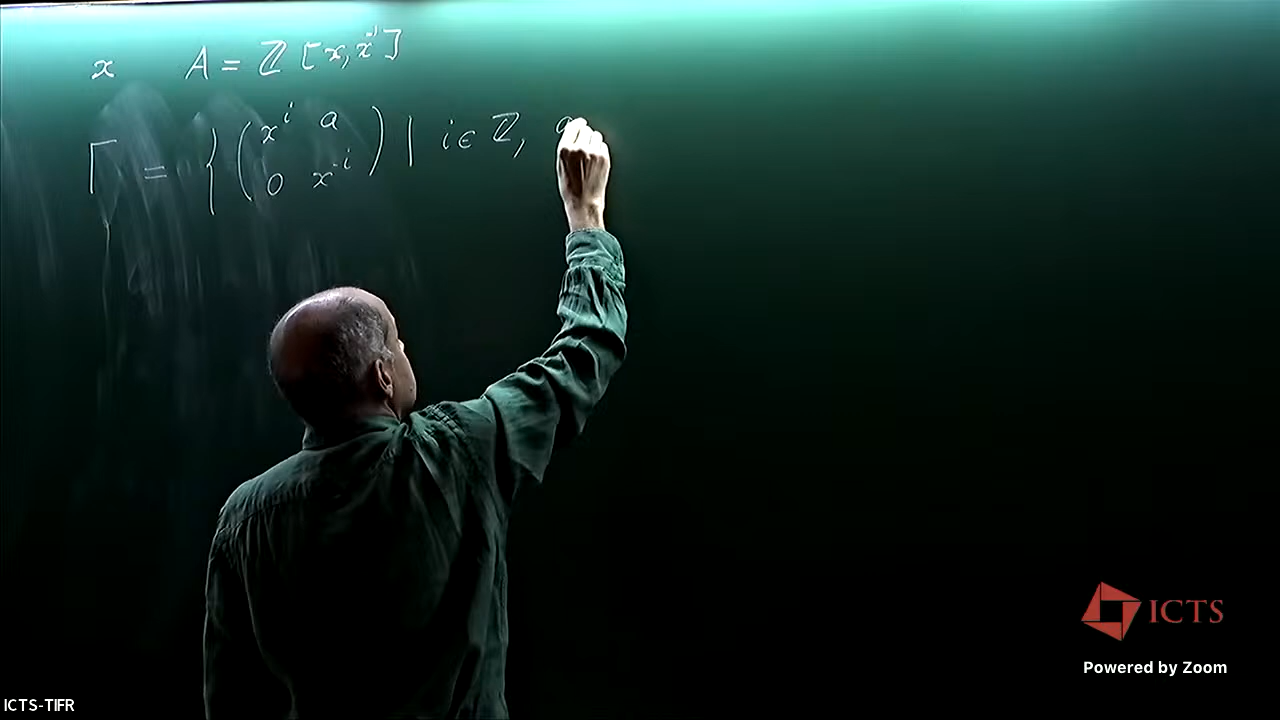 x A = ℤ [x, x⁻¹]
Γ = { ( xⁱ a ) | i ∈ ℤ, a
0 x⁻ⁱ
ICTS
Powered by Zoom
ICTS-TIFR